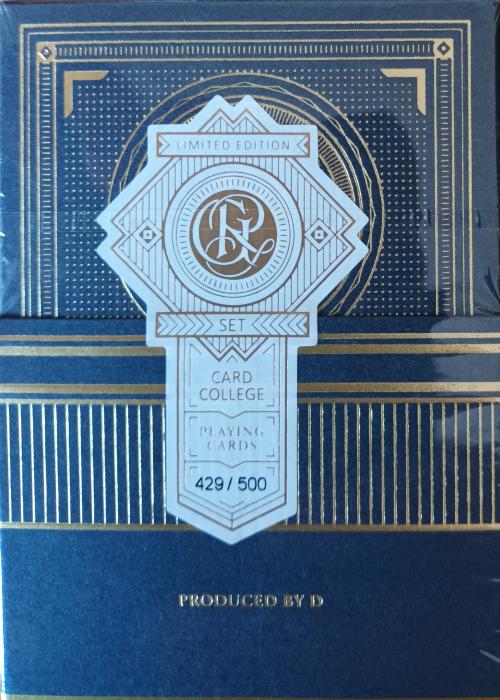 LIMITED EDITION
SET
CARD
COLLEGE
PLAYING
CARDS
429 / 500
PRODUCED BY D